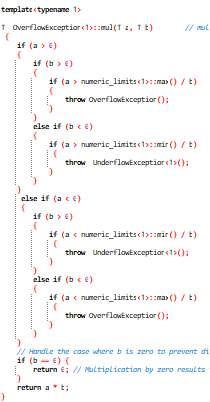 template<typename T>
T OverflowException<T>::mul(T a, T b) // mul
{
if (a > 0)
{
if (b > 0)
{
if (a > numeric_limits<T>::max() / b)
{
throw OverflowException();
}
}
else if (b < 0)
{
if (a > numeric_limits<T>::min() / b)
{
throw UnderflowException<T>();
}
}
}
else if (a < 0)
{
if (b > 0)
{
if (a < numeric_limits<T>::min() / b)
{
throw UnderflowException<T>();
}
}
else if (b < 0)
{
if (a < numeric_limits<T>::max() / b)
{
throw OverflowException();
}
}
}
// Handle the case where b is zero to prevent di
if (b == 0) {
return 0; // Multiplication by zero results
}
return a * b;
}